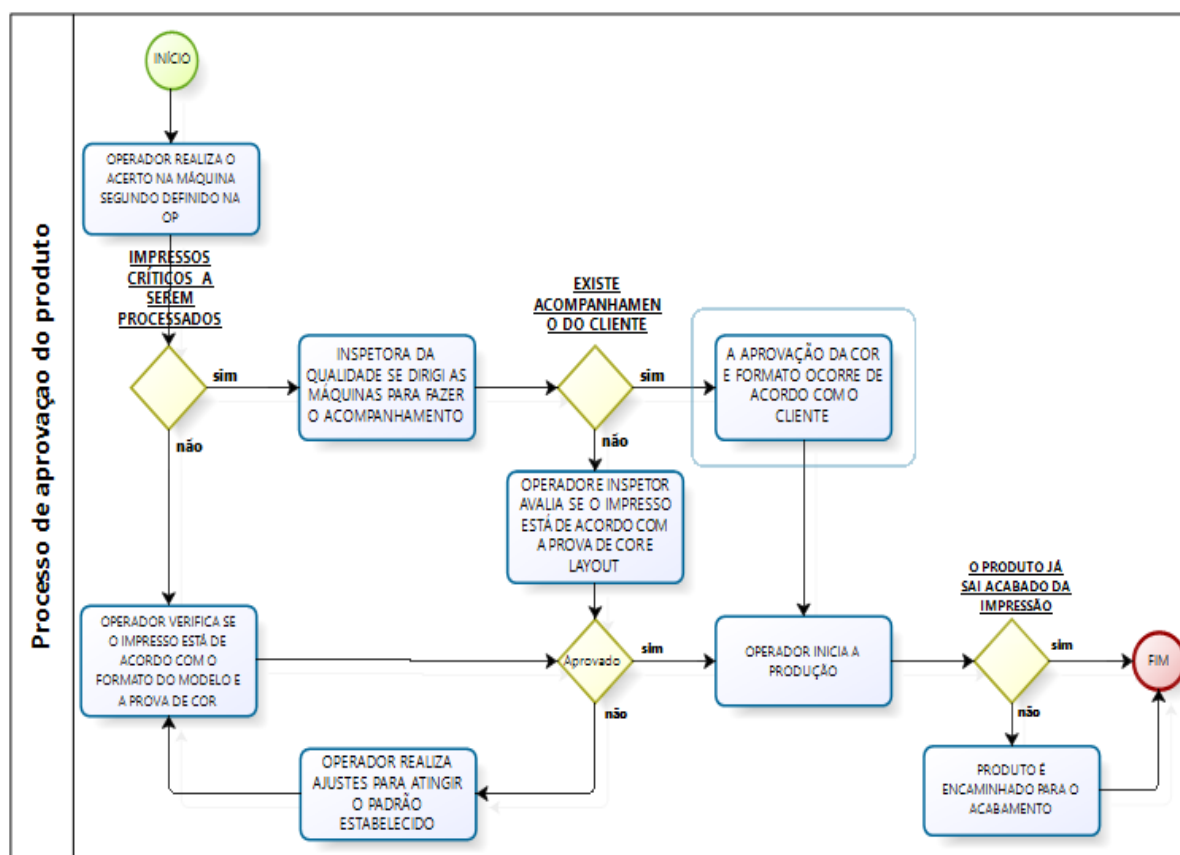 Processo de aprovação do produto
INÍCIO
OPERADOR REALIZA O
ACERTO NA MÁQUINA
SEGUNDO DEFINIDO NA
OP
IMPRESSOS
CRÍTICOS A
SEREM
PROCESSADOS
sim
não
INSPETORA DA
QUALIDADE SE DIRIGI AS
MÁQUINAS PARA FAZER
O ACOMPANHAMENTO
EXISTE
ACOMPANHAMEN
O DO CLIENTE
sim
não
A APROVAÇÃO DA COR
E FORMATO OCORRE DE
ACORDO COM O
CLIENTE
OPERADOR E INSPETOR
AVALIA SE O IMPRESSO
ESTÁ DE ACORDO COM
A PROVA DE COR E
LAYOUT
OPERADOR VERIFICA SE
O IMPRESSO ESTÁ DE
ACORDO COM O
FORMATO DO MODELO E
A PROVA DE COR
Aprovado
sim
não
OPERADOR INICIA A
PRODUÇÃO
O PRODUTO JÁ
SAI ACABADO DA
IMPRESSÃO
sim
não
FIM
OPERADOR REALIZA
AJUSTES PARA ATINGIR
O PADRÃO
ESTABELECIDO
PRODUTO É
ENCAMINHADO PARA O
ACABAMENTO